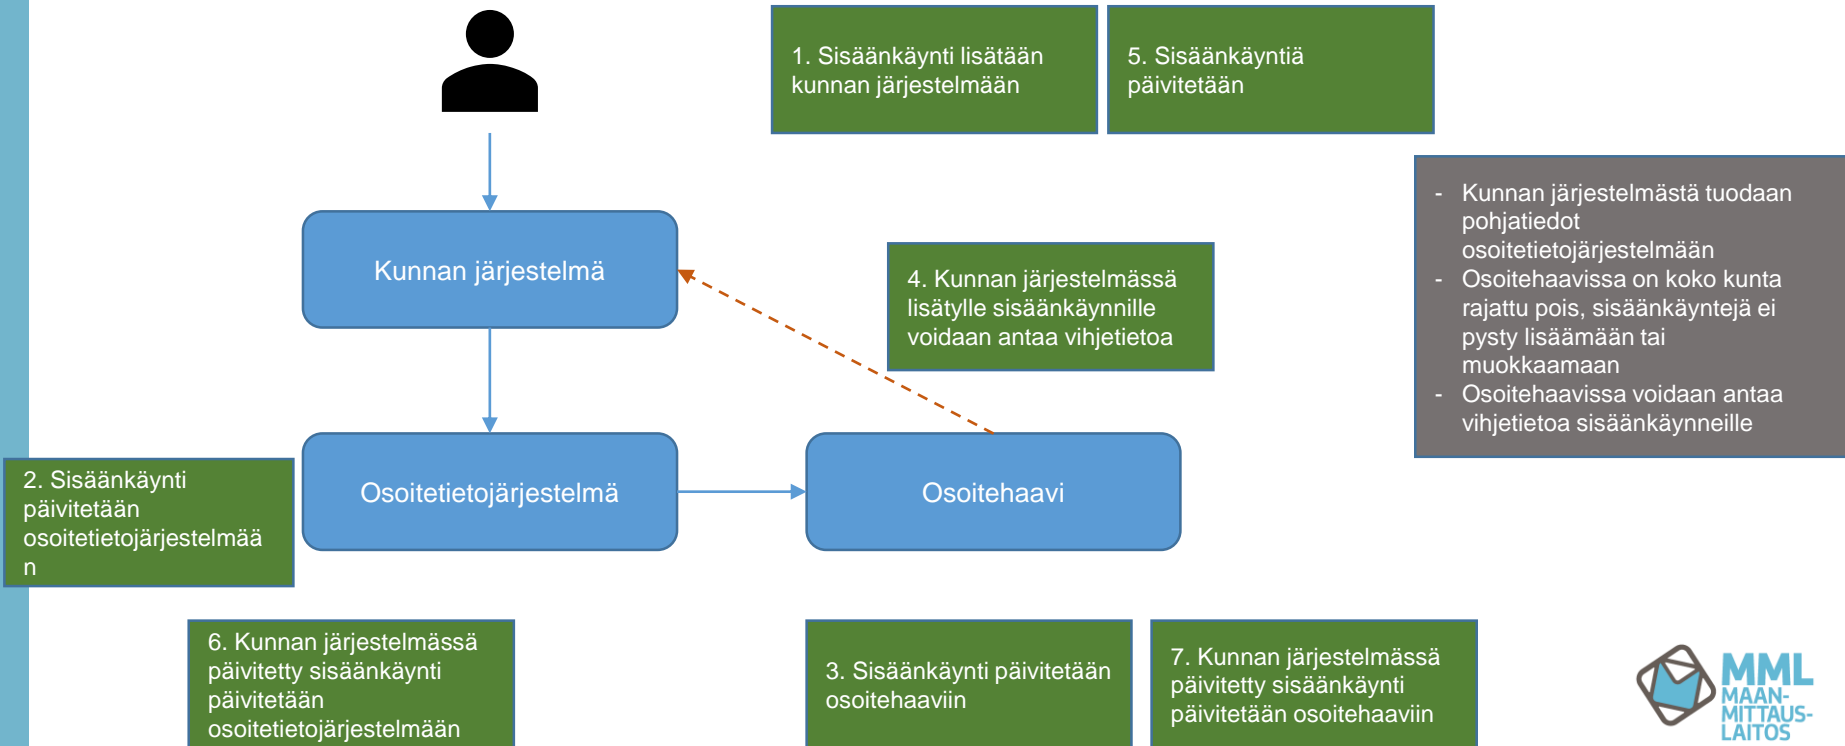 1. Sisäänkäynti lisätään
kunnan järjestelmään
5. Sisäänkäyntiä
päivitetään
- Kunnan järjestelmästä tuodaan
pohjatiedot
osoitetietojärjestelmään
- Osoitehaavissa on koko kunta
rajattu pois, sisäänkäyntejä ei
pysty lisäämään tai
muokkaamaan
- Osoitehaavissa voidaan antaa
vihjetietoa sisäänkäynneille
Kunnan järjestelmä
4. Kunnan järjestelmässä
lisätylle sisäänkäynnille
voidaan antaa vihjetietoa
2. Sisäänkäynti
päivitetään
osoitetietojärjestelmää
n
Osoitetietojärjestelmä
Osoitehaavi
6. Kunnan järjestelmässä
päivitetty sisäänkäynti
päivitetään
osoitetietojärjestelmään
3. Sisäänkäynti päivitetään
osoitehaaviin
7. Kunnan järjestelmässä
päivitetty sisäänkäynti
päivitetään osoitehaaviin
MML
MAAN-
MITTAUS-
LAITOS